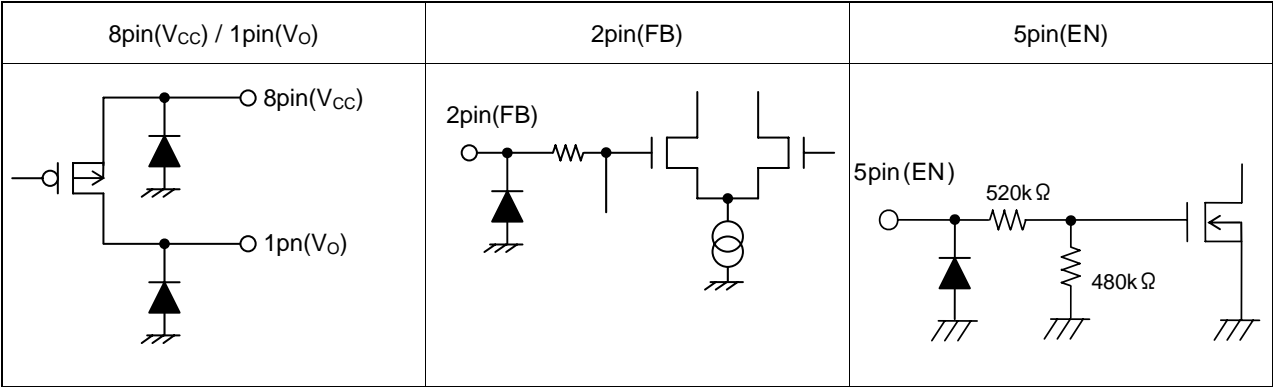 8pin(VCC) / 1pin(VO)
2pin(FB)
5pin(EN)
8pin(VCC)
1pn(VO)
2pin(FB)
5pin(EN)
520kΩ
480kΩ